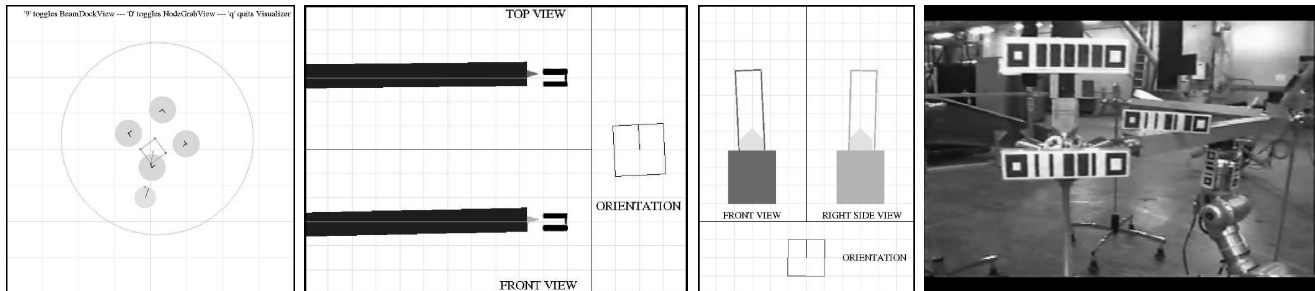 '9' toggles BeamDockView --- '0' toggles NodeGrabView --- 'q' quits Visualizer
TOP VIEW
ORIENTATION
FRONT VIEW
FRONT VIEW
RIGHT SIDE VIEW
ORIENTATION